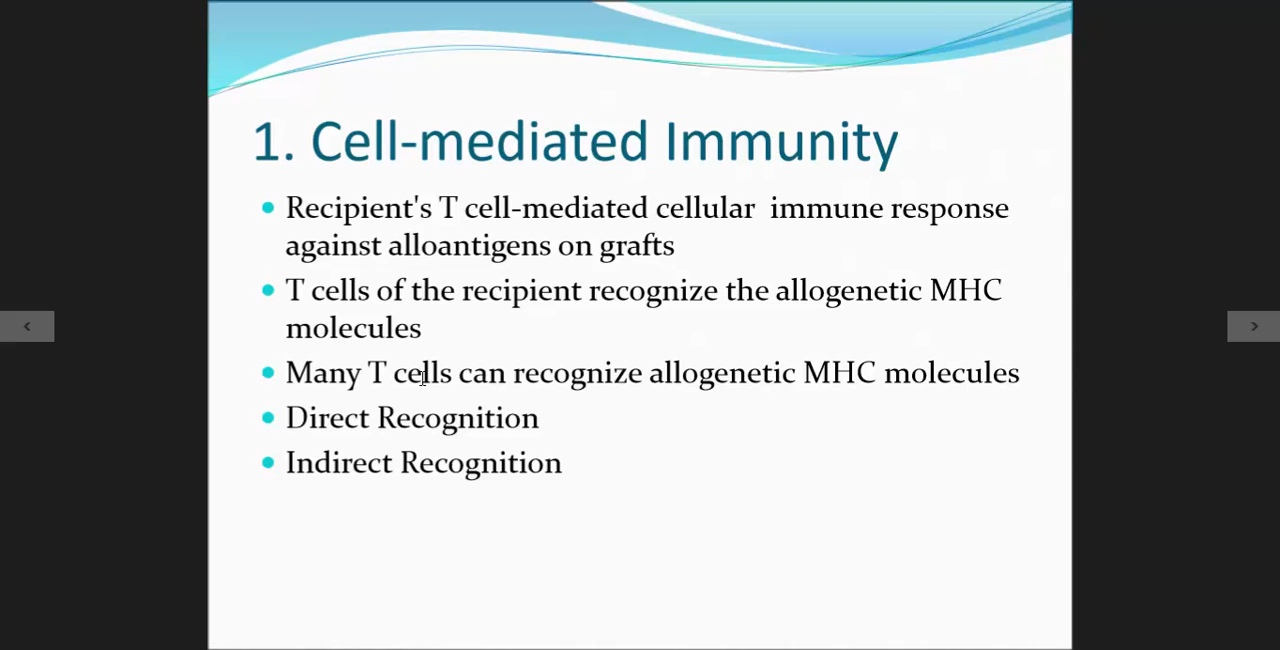 1. Cell-mediated Immunity
• Recipient's T cell-mediated cellular immune response
against alloantigens on grafts
• T cells of the recipient recognize the allogenetic MHC
molecules
• Many T cells can recognize allogenetic MHC molecules
• Direct Recognition
• Indirect Recognition